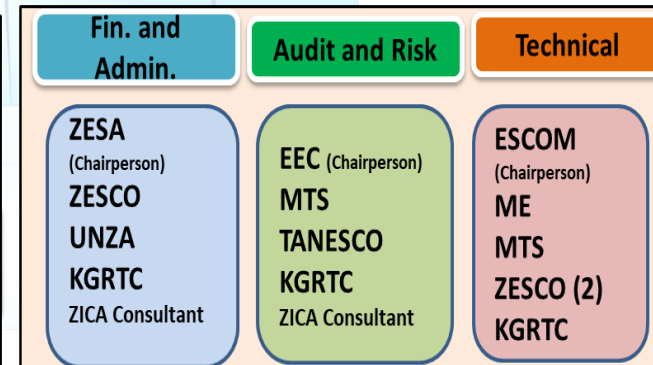 Fin. and
Admin.
ZESA
(Chairperson)
ZESCO
UNZA
KGRTC
ZICA Consultant
Audit and Risk
EEC (Chairperson)
MTS
TANESCO
KGRTC
ZICA Consultant
Technical
ESCOM
(Chairperson)
ME
MTS
ZESCO (2)
KGRTC